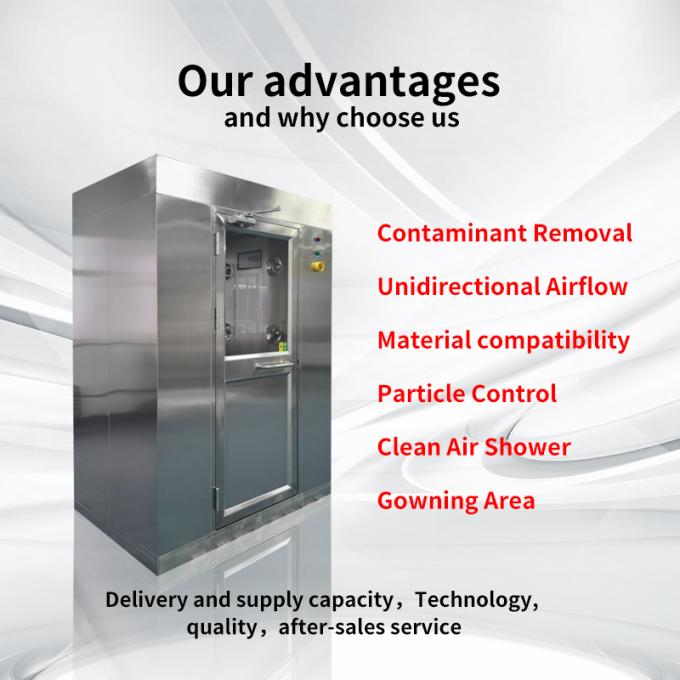 Our advantages
and why choose us
Contaminant Removal
Unidirectional Airflow
Material compatibility
Particle Control
Clean Air Shower
Gowning Area
Delivery and supply capacity，Technology，
quality，after-sales service